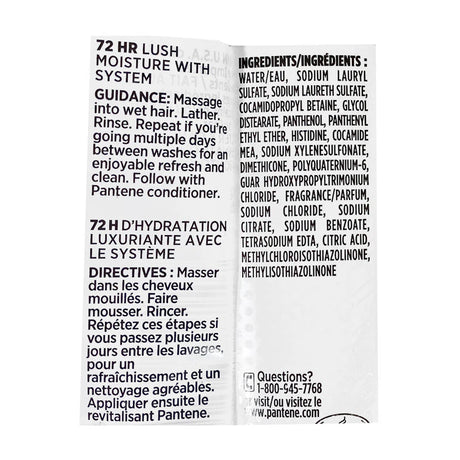 72 HR LUSH
MOISTURE WITH
SYSTEM
GUIDANCE: Massage
into wet hair. Lather.
Rinse. Repeat if you're
going multiple days
between washes for an
enjoyable refresh and
clean. Follow with
Pantene conditioner.
72 H D'HYDRATATION
LUXURIANTE AVEC
LE SYSTÈME
DIRECTIVES : Masser
dans les cheveux
mouillés. Faire
mousser. Rincer.
Répétez ces étapes si
vous passez plusieurs
jours entre les lavages,
pour un
rafraîchissement et un
nettoyage agréables.
Appliquer ensuite le
revitalisant Pantene.
INGREDIENTS/INGRÉDIENTS :
WATER/EAU, SODIUM LAURYL
SULFATE, SODIUM LAURETH SULFATE,
COCAMIDOPROPYL BETAINE, GLYCOL
DISTEARATE, PANTHENOL, PANTHENYL
ETHYL ETHER, HISTIDINE, COCAMIDE
MEA, SODIUM XYLENESULFONATE,
DIMETHICONE, POLYQUATERNIUM-6,
GUAR HYDROXYPROPYLTRIMONIUM
CHLORIDE, FRAGRANCE/PARFUM,
SODIUM CHLORIDE, SODIUM
CITRATE, SODIUM BENZOATE,
TETRASODIUM EDTA, CITRIC ACID,
METHYLCHLOROISOTHIAZOLINONE,
METHYLISOTHIAZOLINONE
Questions?
1-800-945-7768
or visit/ou visitez le
www.pantene.com